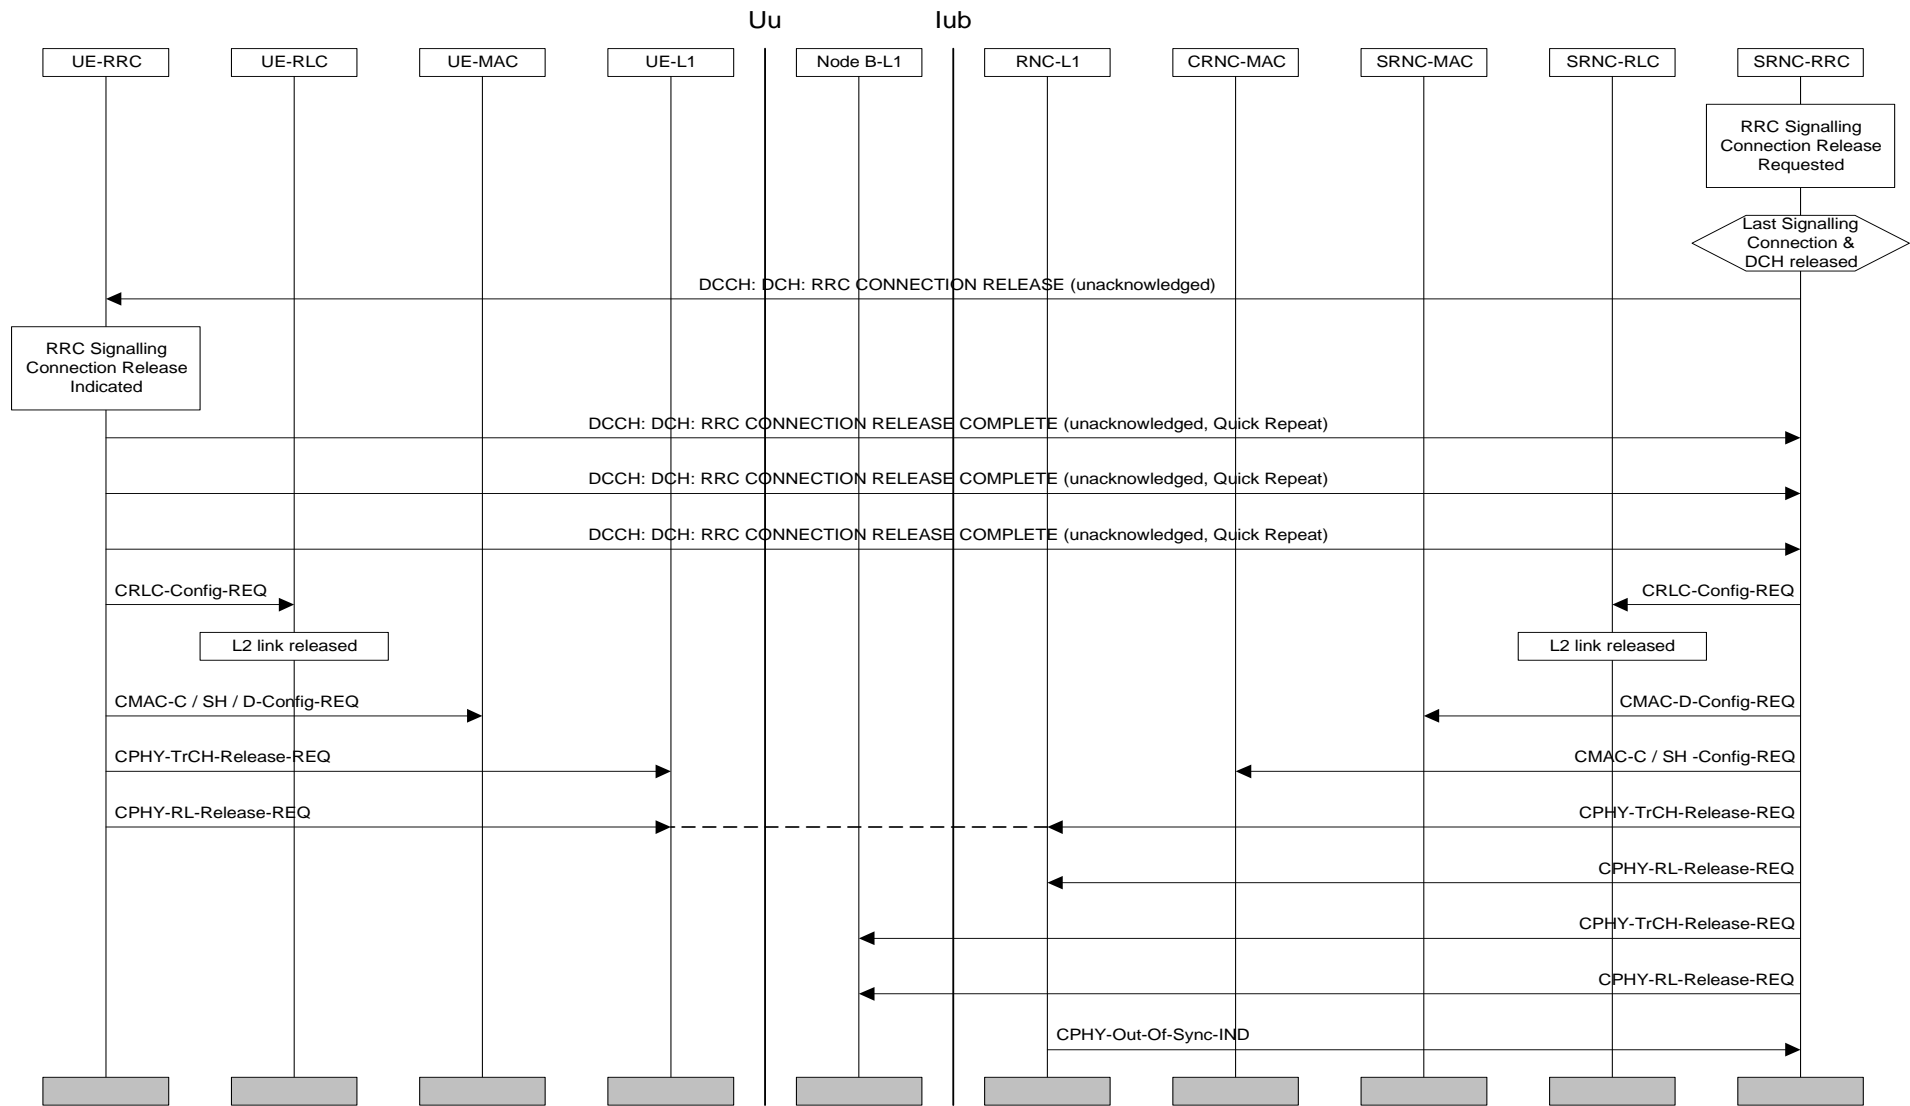 Uu
Iub
UE-RRC
UE-RLC
UE-MAC
UE-L1
Node B-L1
RNC-L1
CRNC-MAC
SRNC-MAC
SRNC-RLC
SRNC-RRC
RRC Signalling
Connection Release
Requested
Last Signalling
Connection &
DCH released
DCCH: DCH: RRC CONNECTION RELEASE (unacknowledged)
RRC Signalling
Connection Release
Indicated
DCCH: DCH: RRC CONNECTION RELEASE COMPLETE (unacknowledged, Quick Repeat)
DCCH: DCH: RRC CONNECTION RELEASE COMPLETE (unacknowledged, Quick Repeat)
DCCH: DCH: RRC CONNECTION RELEASE COMPLETE (unacknowledged, Quick Repeat)
CRLC-Config-REQ
CRLC-Config-REQ
L2 link released
L2 link released
CMAC-C / SH / D-Config-REQ
CMAC-D-Config-REQ
CPHY-TrCH-Release-REQ
CMAC-C / SH -Config-REQ
CPHY-RL-Release-REQ
CPHY-TrCH-Release-REQ
CPHY-RL-Release-REQ
CPHY-TrCH-Release-REQ
CPHY-RL-Release-REQ
CPHY-Out-Of-Sync-IND